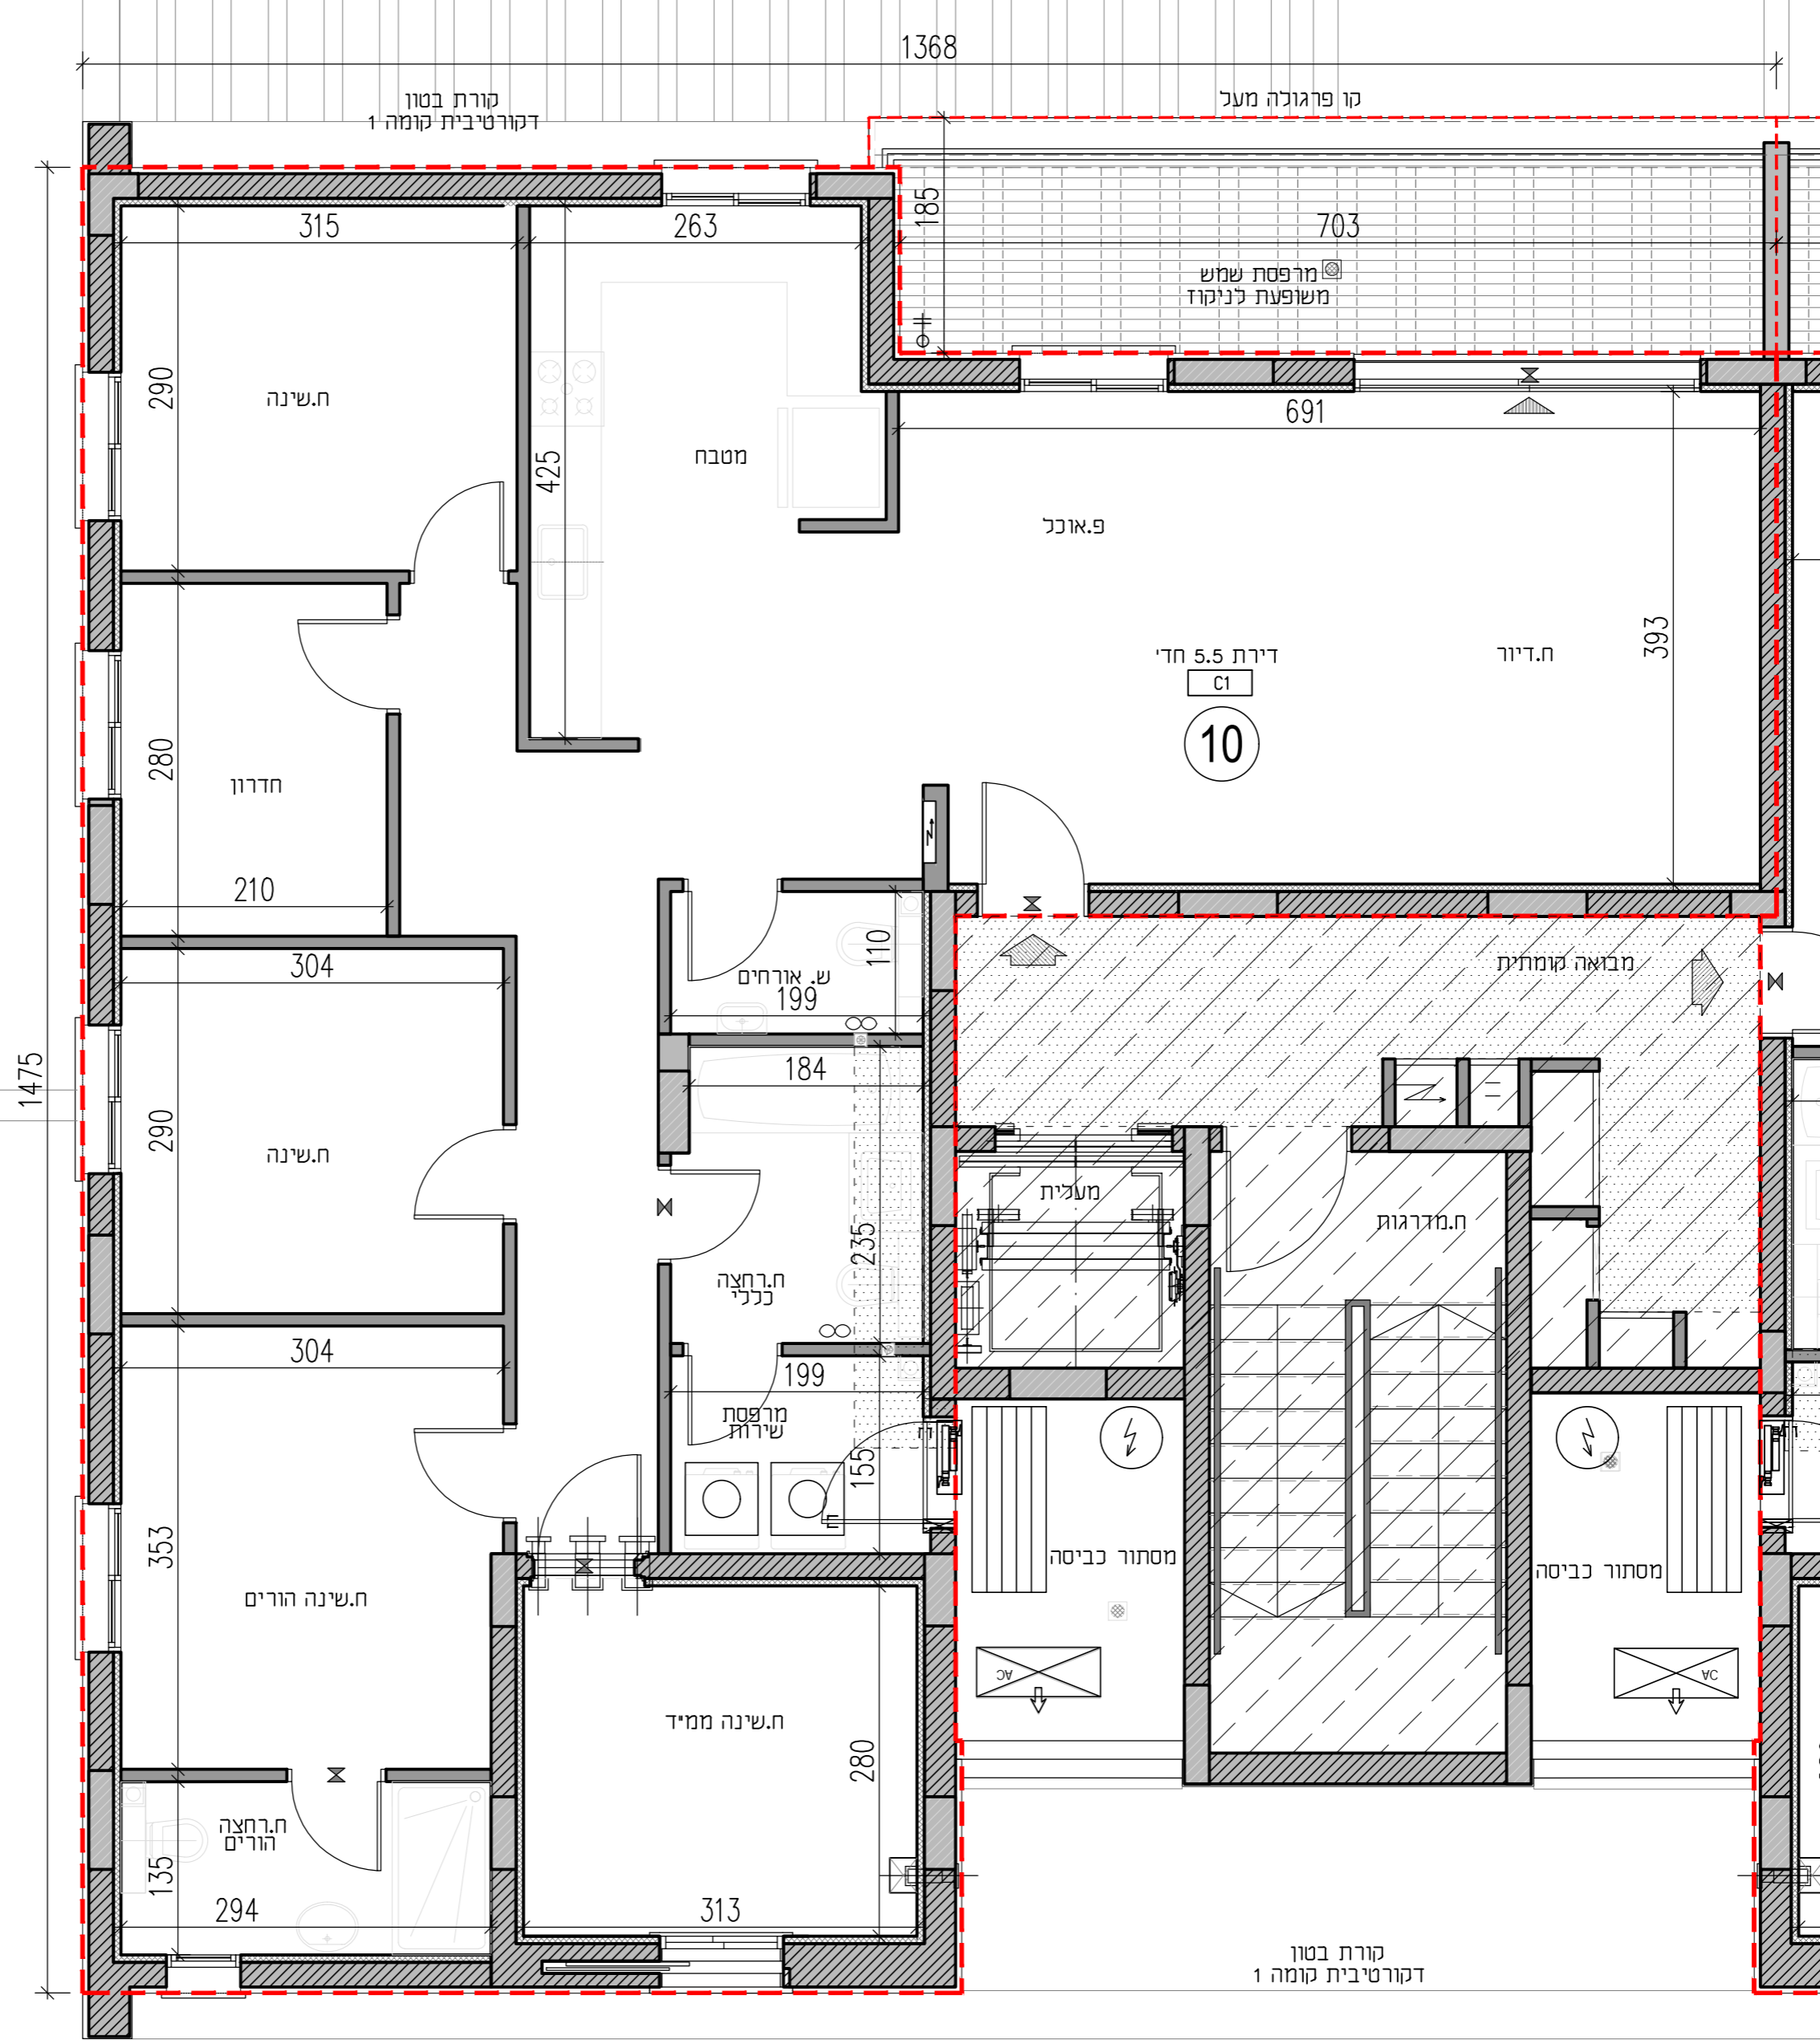 1368
קורת בטון
דקורטיבית קומה 1
קו פרגולה מעל
315
263
185
703
מרפסת שמש
משופעת לניקוז
290
ח.שינה
425
מטבח
691
פ.אוכל
393
ח.דיור
דירת 5.5 חד'
C1
10
280
חדרון
210
304
110
ש. אורחים
199
מבואה קומתית
1475
184
290
ח.שינה
מעלית
ח.מדרגות
235
ח.רחצה
כללי
304
199
מרפסת
שירות
155
353
מסתור כביסה
מסתור כביסה
ח.שינה הורים
AC
AC
ח.שינה ממ"ד
280
ח.רחצה
הורים
135
294
313
קורת בטון
דקורטיבית קומה 1